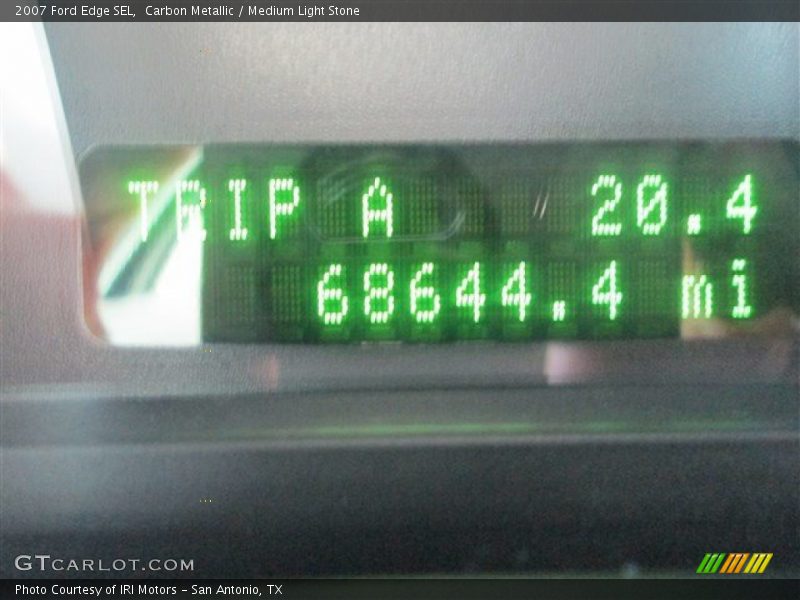 2007 Ford Edge SEL, Carbon Metallic / Medium Light Stone
TRIP A 20.4
68644.4 mi
GTCARLOT.COM
Photo Courtesy of IRI Motors - San Antonio, TX